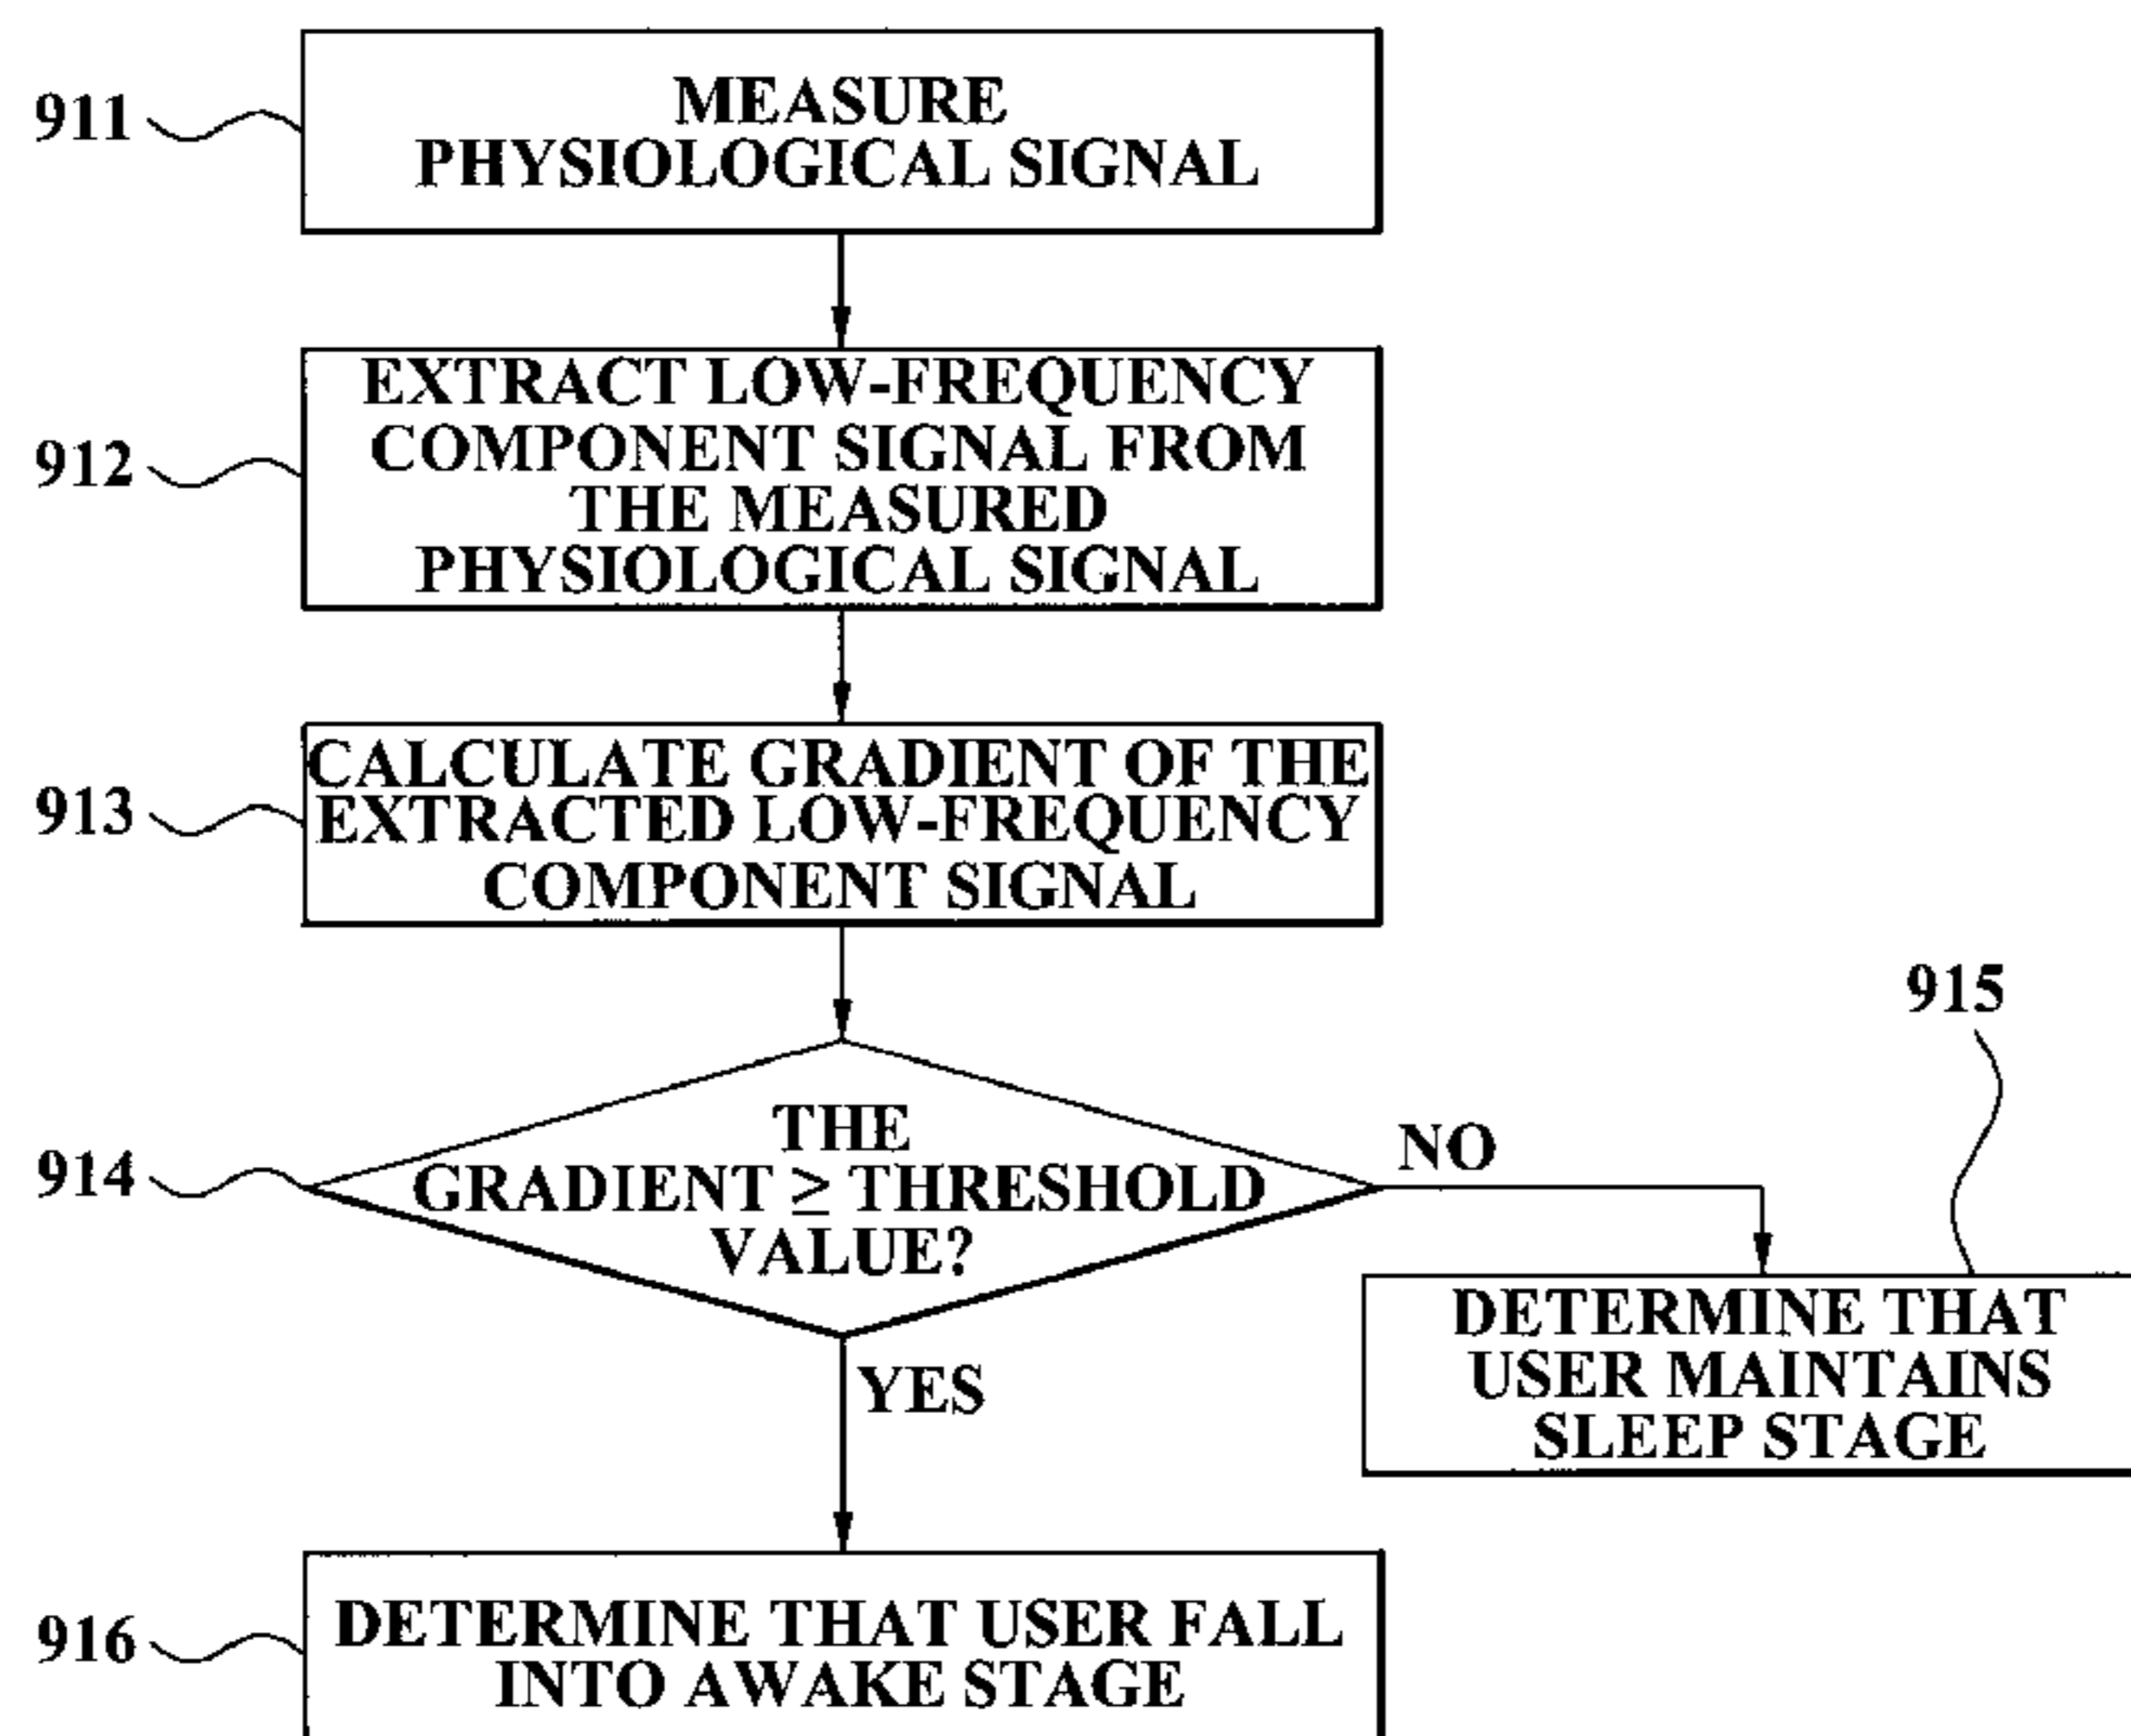 911
MEASURE
PHYSIOLOGICAL SIGNAL
912
EXTRACT LOW-FREQUENCY
COMPONENT SIGNAL FROM
THE MEASURED
PHYSIOLOGICAL SIGNAL
913
CALCULATE GRADIENT OF THE
EXTRACTED LOW-FREQUENCY
COMPONENT SIGNAL
914
THE
GRADIENT ≥ THRESHOLD
VALUE?
NO
915
DETERMINE THAT
USER MAINTAINS
SLEEP STAGE
YES
916
DETERMINE THAT USER FALL
INTO AWAKE STAGE